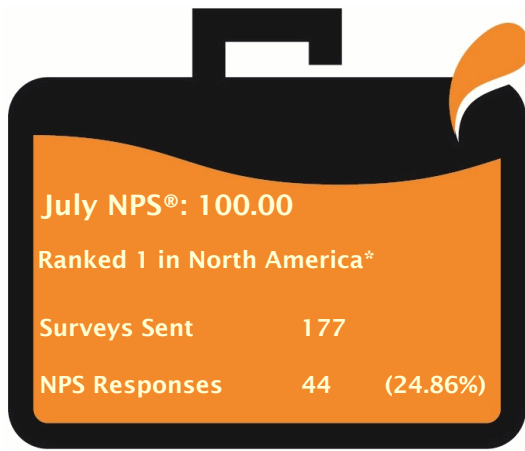 July NPS®: 100.00
Ranked 1 in North America*
Surveys Sent 177
NPS Responses 44 (24.86%)